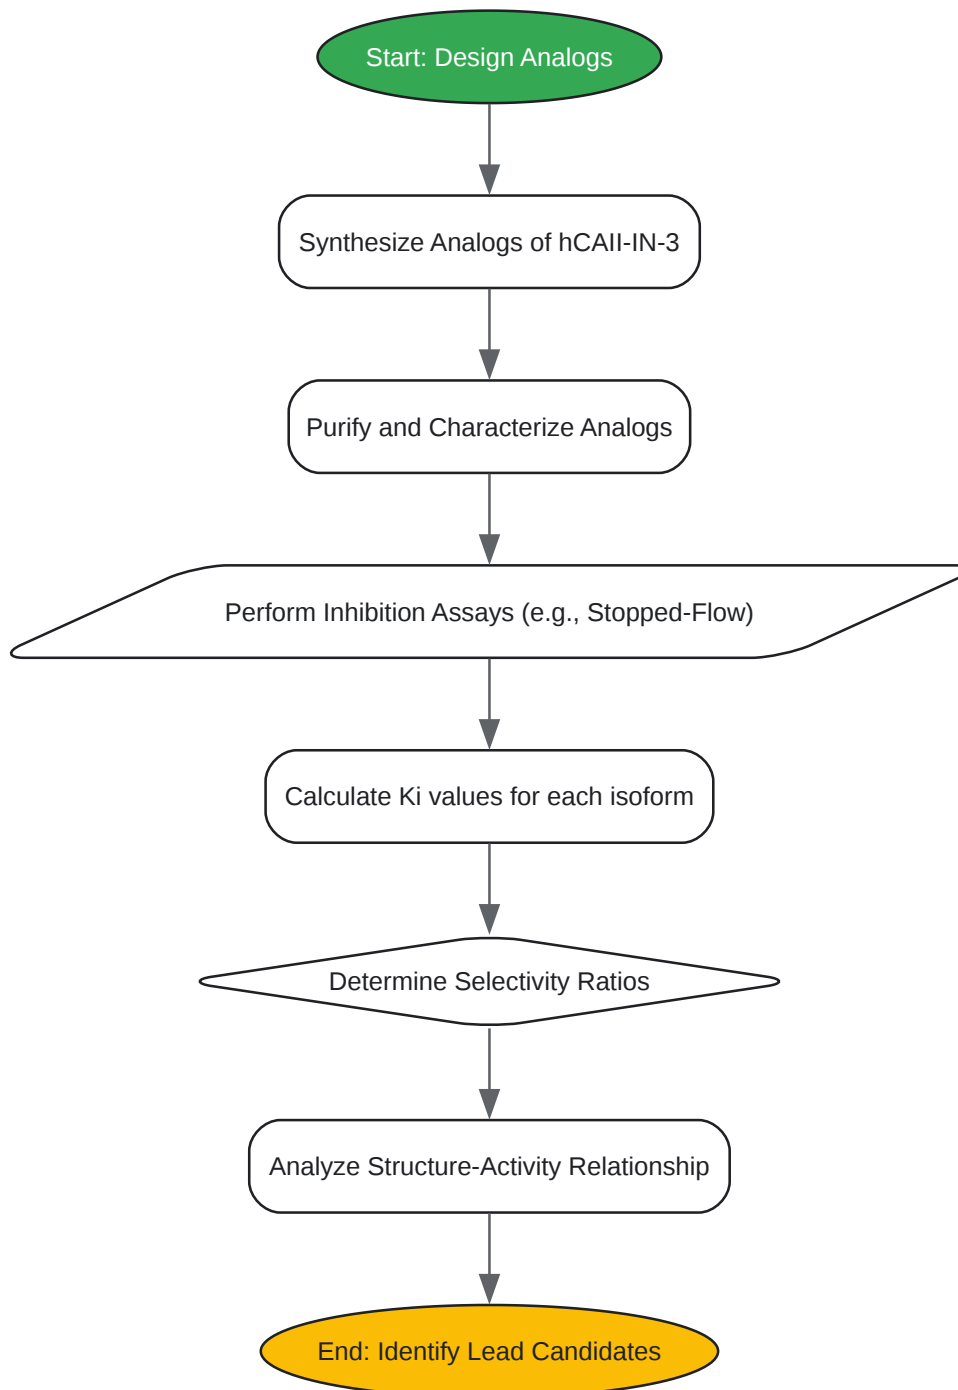 Start: Design Analogs
Synthesize Analogs of hCAII-IN-3
Purify and Characterize Analogs
Perform Inhibition Assays (e.g., Stopped-Flow)
Calculate Ki values for each isoform
Determine Selectivity Ratios
Analyze Structure-Activity Relationship
End: Identify Lead Candidates